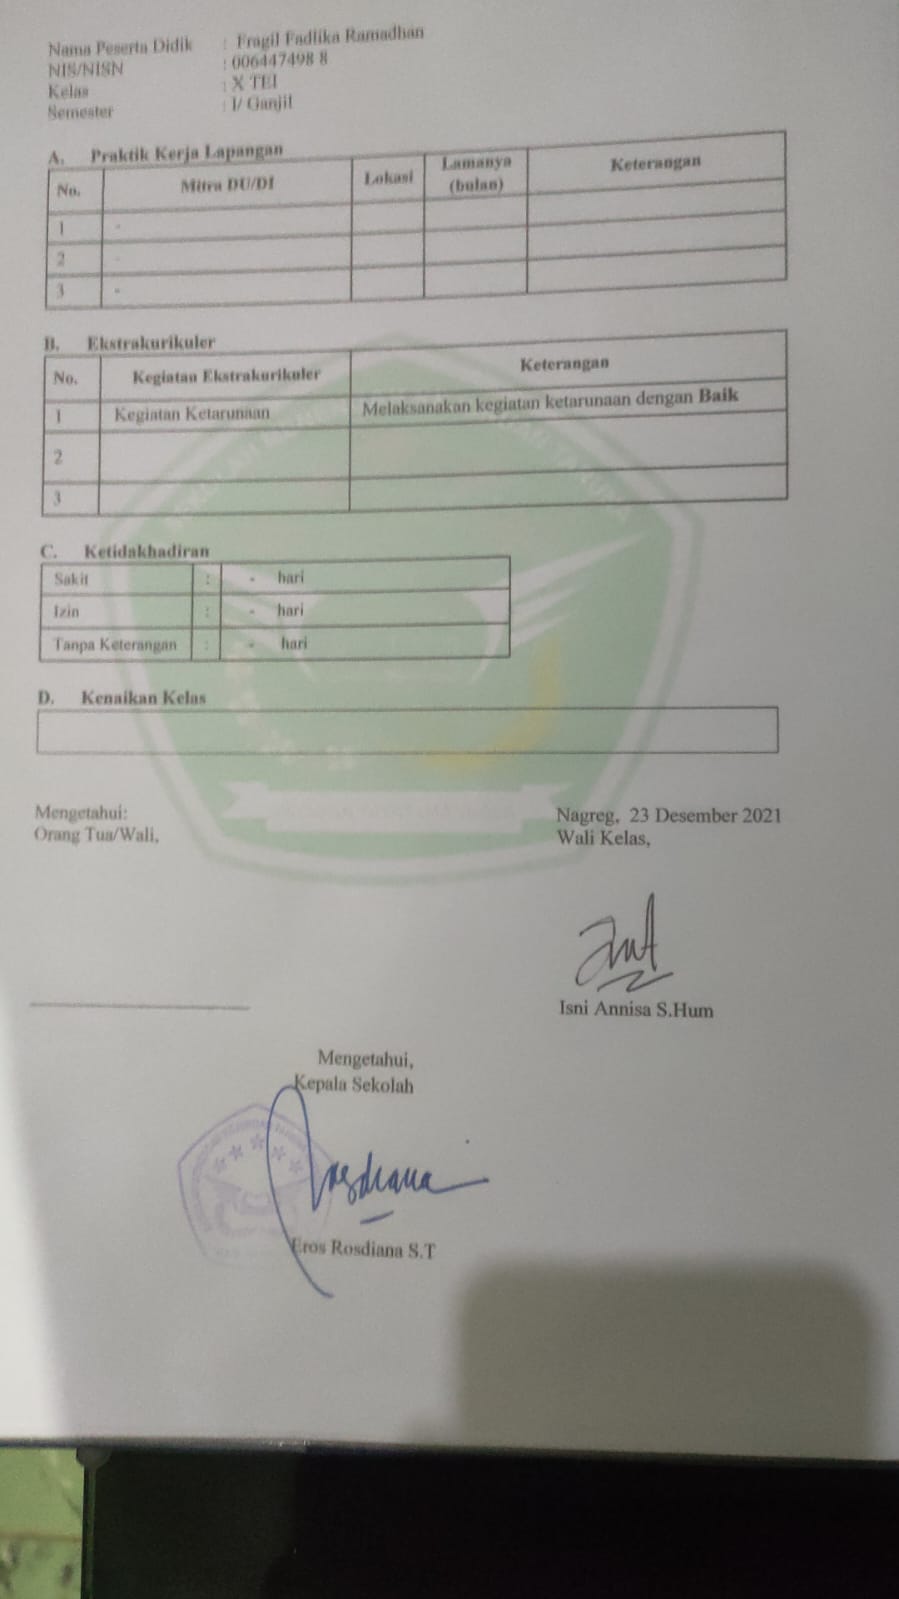 Nama Peserta Didik : Fragil Fadlika Ramadhan
NIS/NISN : 006447498 8
Kelas : X TEI
Semester : I/ Ganjil
A. Praktik Kerja Lapangan
No. Mitra DU/DI Lokasi Lamanya (bulan) Keterangan
1 -
2 -
3 -
B. Ekstrakurikuler
No. Kegiatan Ekstrakurikuler Keterangan
1 Kegiatan Ketarunaan Melaksanakan kegiatan ketarunaan dengan Baik
2
3
C. Ketidakhadiran
Sakit : - hari
Izin : - hari
Tanpa Keterangan : - hari
D. Kenaikan Kelas
Mengetahui:
Orang Tua/Wali,
Nagreg, 23 Desember 2021
Wali Kelas,
Isni Annisa S.Hum
Mengetahui,
Kepala Sekolah
Rosdiana
Eros Rosdiana S.T